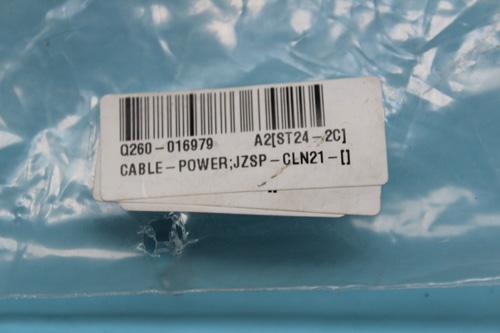 Q260-016979 A2[ST24-2C]
CABLE-POWER;JZSP-CLN21-[]